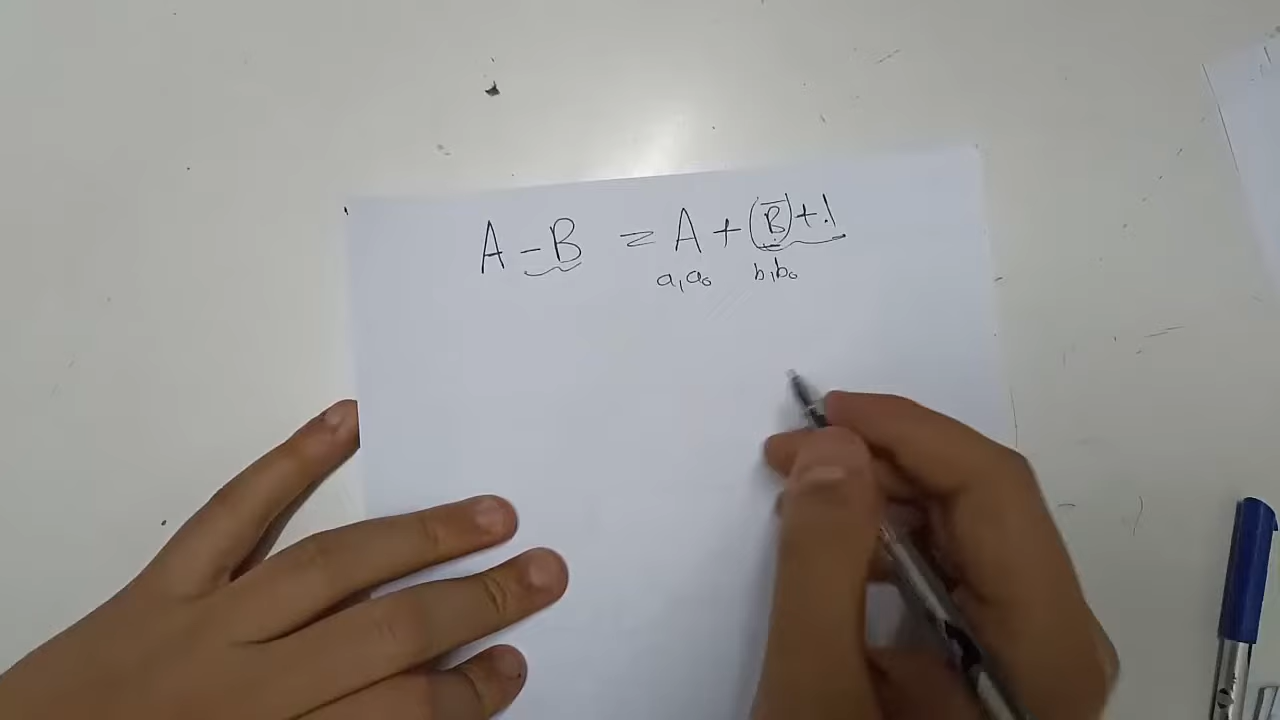 A - B = A + (B̅) + 1
a₁a₀ b₁b₀